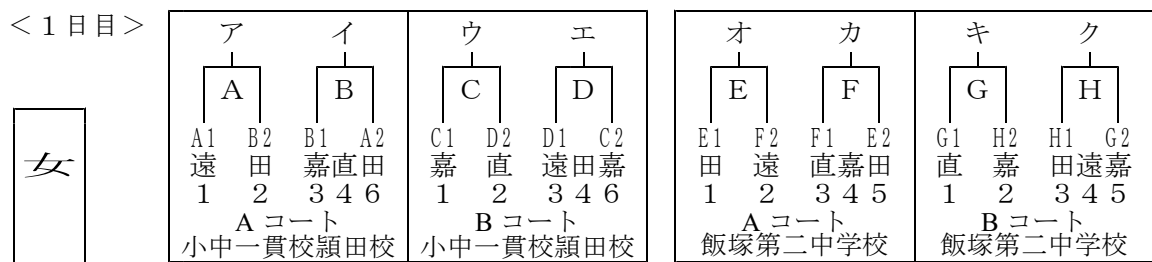 ＜１日目＞
ア イ ウ エ オ カ キ ク
A B C D E F G H
A1 B2 B1 A2 C1 D2 D1 C2 E1 F2 F1 E2 G1 H2 H1 G2
女
遠 田 嘉直田 嘉 直 遠田嘉 田 遠 直嘉田 直 嘉 田遠嘉
1 2 3 4 6 1 2 3 4 6 1 2 3 4 5 1 2 3 4 5
Aコート Bコート Aコート Bコート
小中一貫校頴田校 小中一貫校頴田校 飯塚第二中学校 飯塚第二中学校